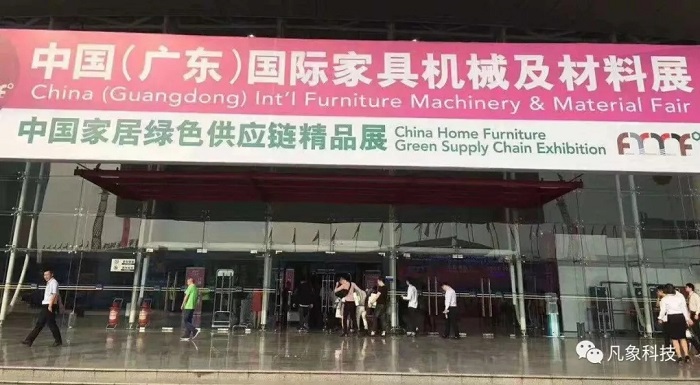 中国（广东）国际家具机械及材料展
China (Guangdong) Int'l Furniture Machinery & Material Fair
中国家居绿色供应链精品展
China Home Furniture
Green Supply Chain Exhibition
凡象科技